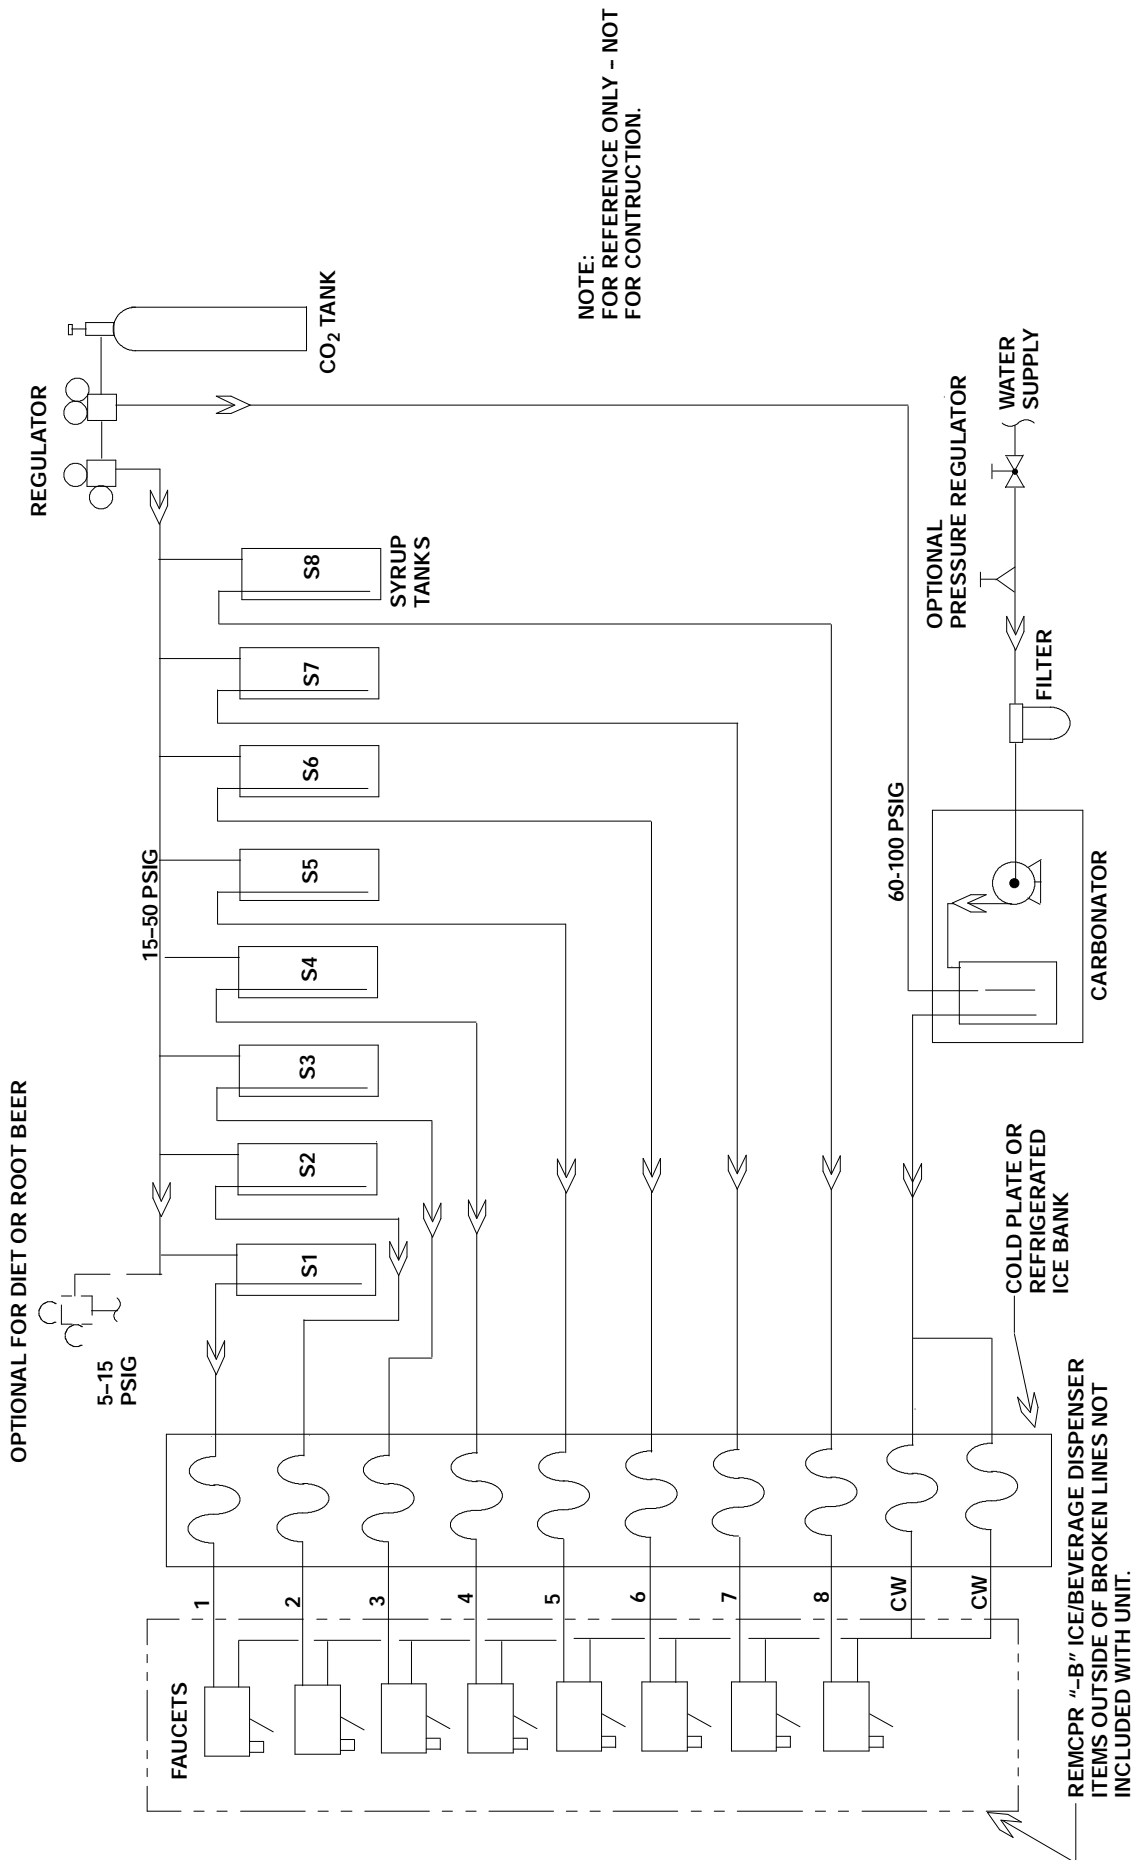 OPTIONAL FOR DIET OR ROOT BEER
5–15
PSIG
15–50 PSIG
REGULATOR
CO2 TANK
S1
S2
S3
S4
S5
S6
S7
S8
SYRUP
TANKS
NOTE:
FOR REFERENCE ONLY – NOT
FOR CONTRUCTION.
FAUCETS
1
2
3
4
5
6
7
8
CW
CW
60-100 PSIG
OPTIONAL
PRESSURE REGULATOR
WATER
SUPPLY
FILTER
CARBONATOR
COLD PLATE OR
REFRIGERATED
ICE BANK
REMCPR “–B” ICE/BEVERAGE DISPENSER
ITEMS OUTSIDE OF BROKEN LINES NOT
INCLUDED WITH UNIT.